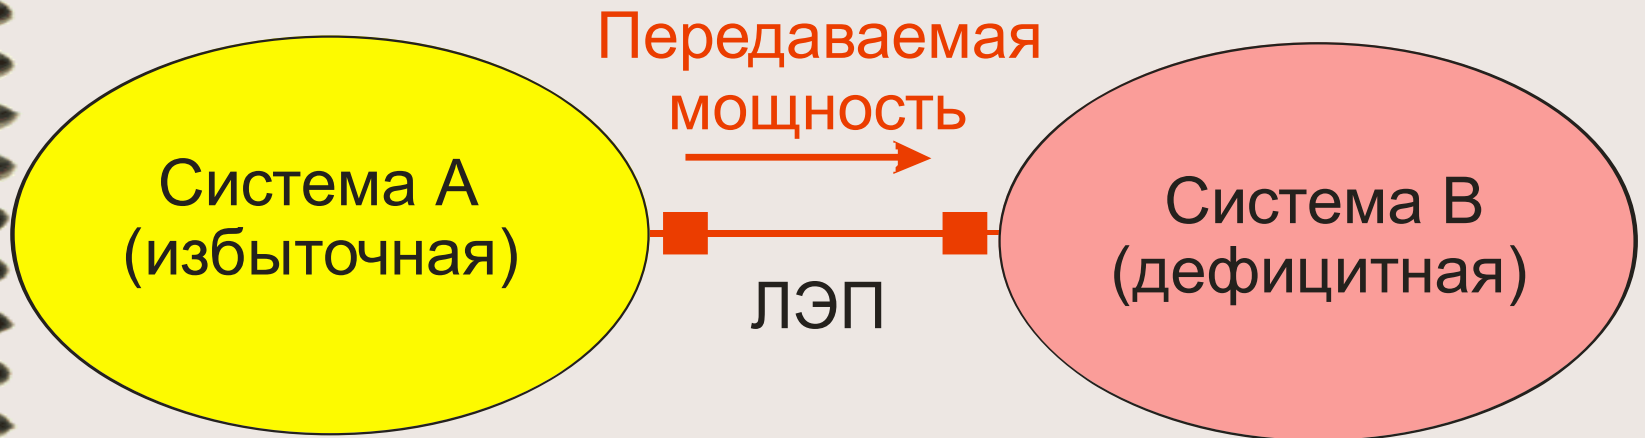 Передаваемая
мощность
Система А
(избыточная)
Система В
(дефицитная)
ЛЭП